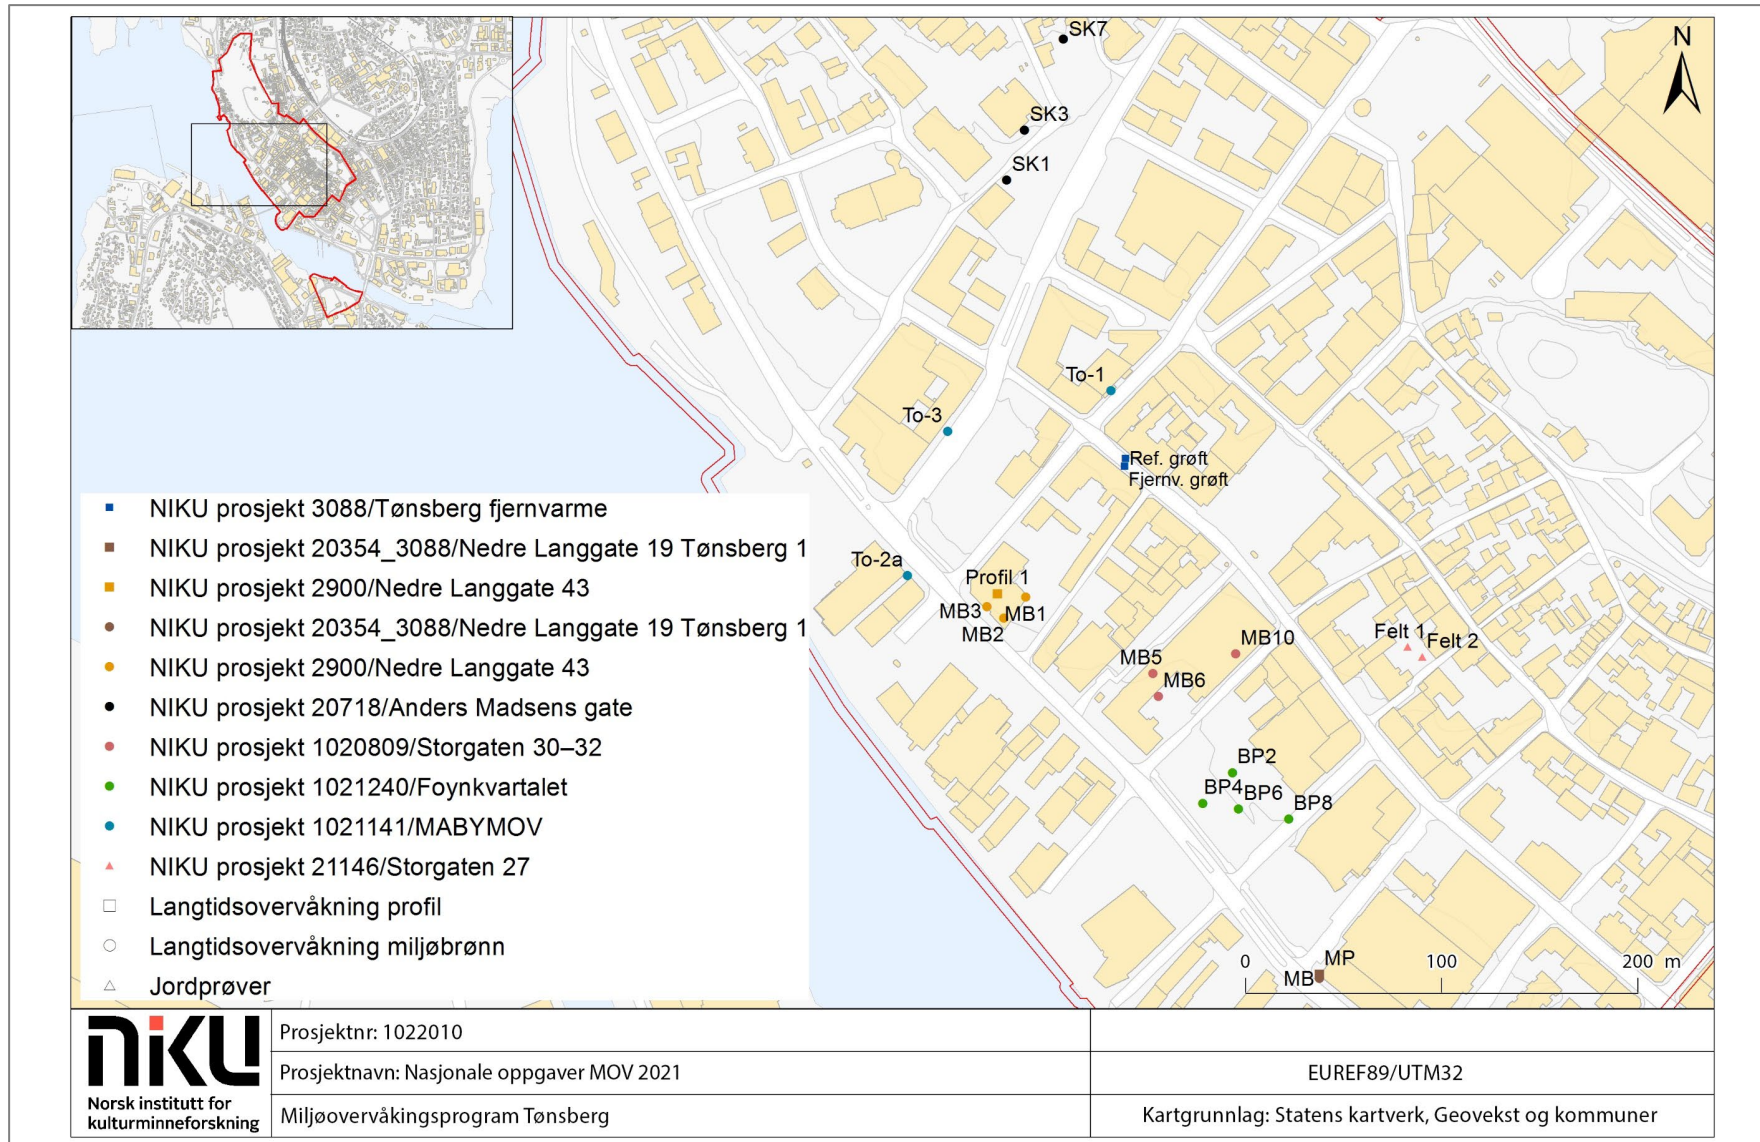 N
SK7
SK3
SK1
To-1
To-3
Ref. grøft
Fjernv. grøft
To-2a
Profil 1
MB3
MB1
MB2
MB10
MB5
MB6
Felt 1
Felt 2
BP2
BP4
BP6
BP8
MP
MB
0 100 200 m
NIKU prosjekt 3088/Tønsberg fjernvarme
NIKU prosjekt 20354_3088/Nedre Langgate 19 Tønsberg 1
NIKU prosjekt 2900/Nedre Langgate 43
NIKU prosjekt 20354_3088/Nedre Langgate 19 Tønsberg 1
NIKU prosjekt 2900/Nedre Langgate 43
NIKU prosjekt 20718/Anders Madsens gate
NIKU prosjekt 1020809/Storgaten 30–32
NIKU prosjekt 1021240/Foynkvartalet
NIKU prosjekt 1021141/MABYMOV
NIKU prosjekt 21146/Storgaten 27
Langtidsovervåkning profil
Langtidsovervåkning miljøbrønn
Jordprøver
niku
Norsk institutt for
kulturminneforskning
Prosjektnr: 1022010
Prosjektnavn: Nasjonale oppgaver MOV 2021
EUREF89/UTM32
Miljøovervåkingsprogram Tønsberg
Kartgrunnlag: Statens kartverk, Geovekst og kommuner